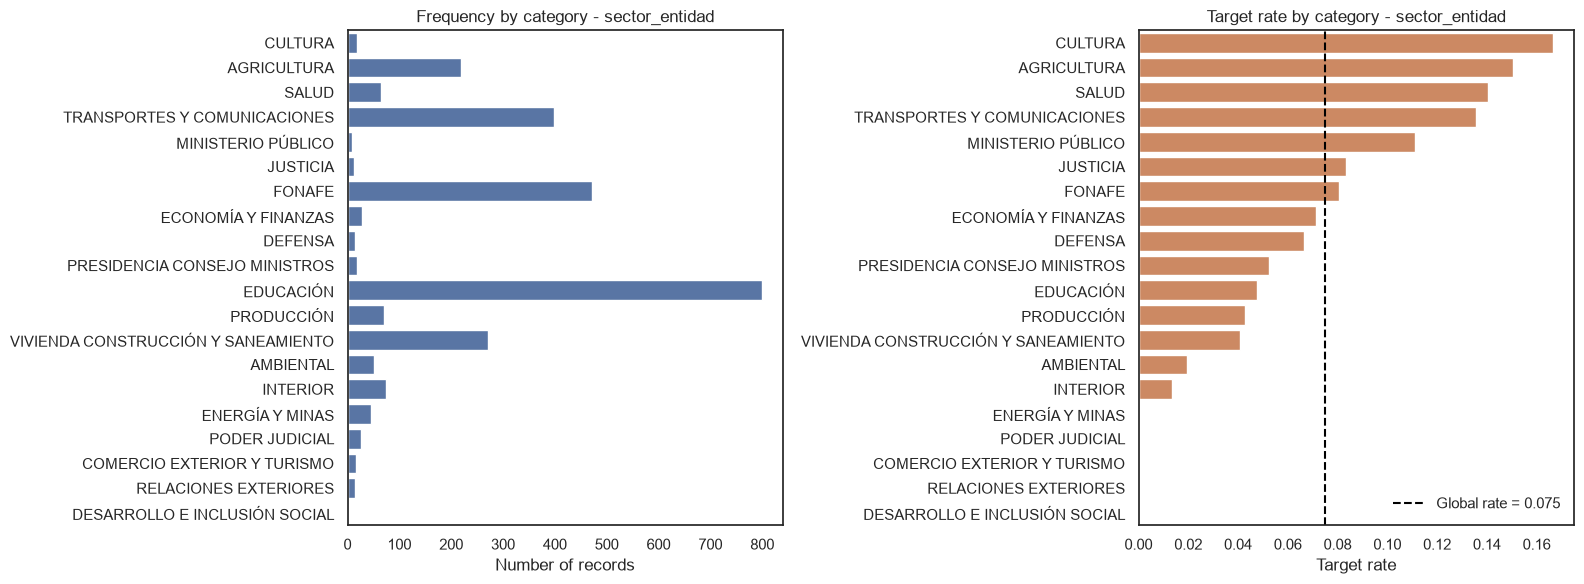 Frequency by category - sector_entidad
CULTURA
AGRICULTURA
SALUD
TRANSPORTES Y COMUNICACIONES
MINISTERIO PÚBLICO
JUSTICIA
FONAFE
ECONOMÍA Y FINANZAS
DEFENSA
PRESIDENCIA CONSEJO MINISTROS
EDUCACIÓN
PRODUCCIÓN
VIVIENDA CONSTRUCCIÓN Y SANEAMIENTO
AMBIENTAL
INTERIOR
ENERGÍA Y MINAS
PODER JUDICIAL
COMERCIO EXTERIOR Y TURISMO
RELACIONES EXTERIORES
DESARROLLO E INCLUSIÓN SOCIAL
0 100 200 300 400 500 600 700 800
Number of records
Target rate by category - sector_entidad
CULTURA
AGRICULTURA
SALUD
TRANSPORTES Y COMUNICACIONES
MINISTERIO PÚBLICO
JUSTICIA
FONAFE
ECONOMÍA Y FINANZAS
DEFENSA
PRESIDENCIA CONSEJO MINISTROS
EDUCACIÓN
PRODUCCIÓN
VIVIENDA CONSTRUCCIÓN Y SANEAMIENTO
AMBIENTAL
INTERIOR
ENERGÍA Y MINAS
PODER JUDICIAL
COMERCIO EXTERIOR Y TURISMO
RELACIONES EXTERIORES
DESARROLLO E INCLUSIÓN SOCIAL
Global rate = 0.075
0.00 0.02 0.04 0.06 0.08 0.10 0.12 0.14 0.16
Target rate